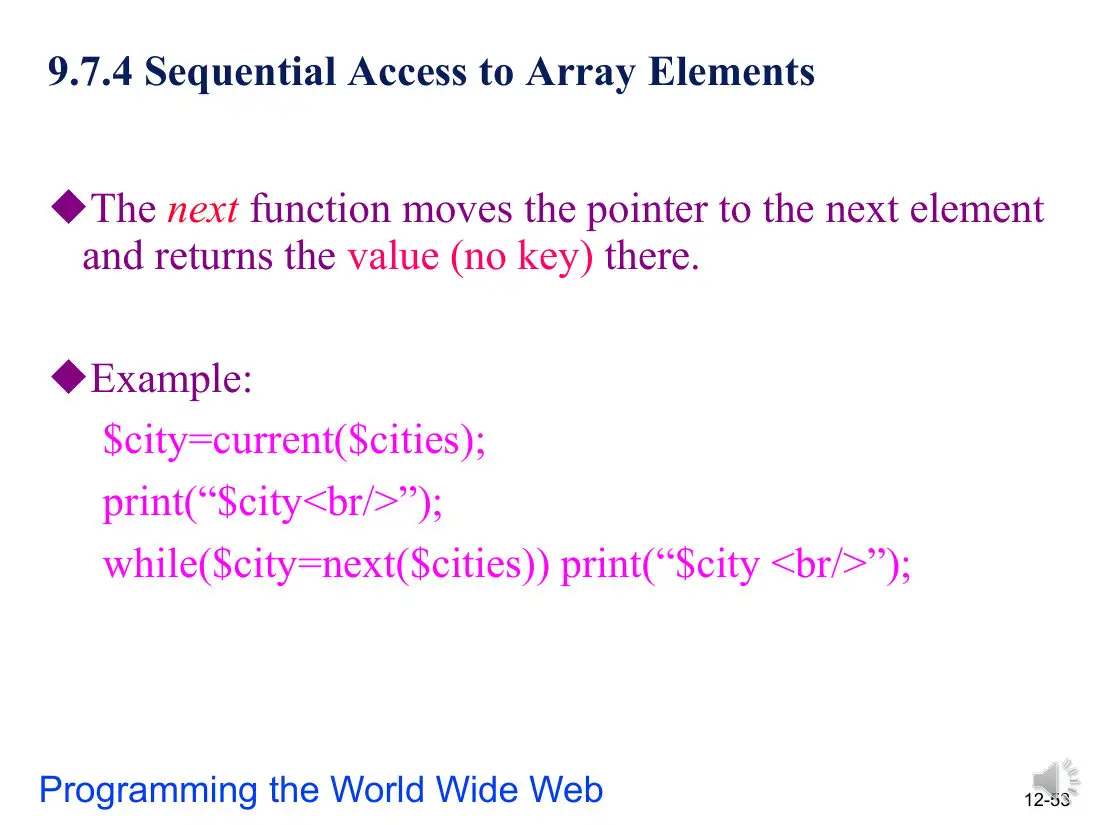 9.7.4 Sequential Access to Array Elements
◆The next function moves the pointer to the next element
and returns the value (no key) there.
◆Example:
$city=current($cities);
print(“$city<br/>”);
while($city=next($cities)) print(“$city <br/>”);
Programming the World Wide Web
12-53